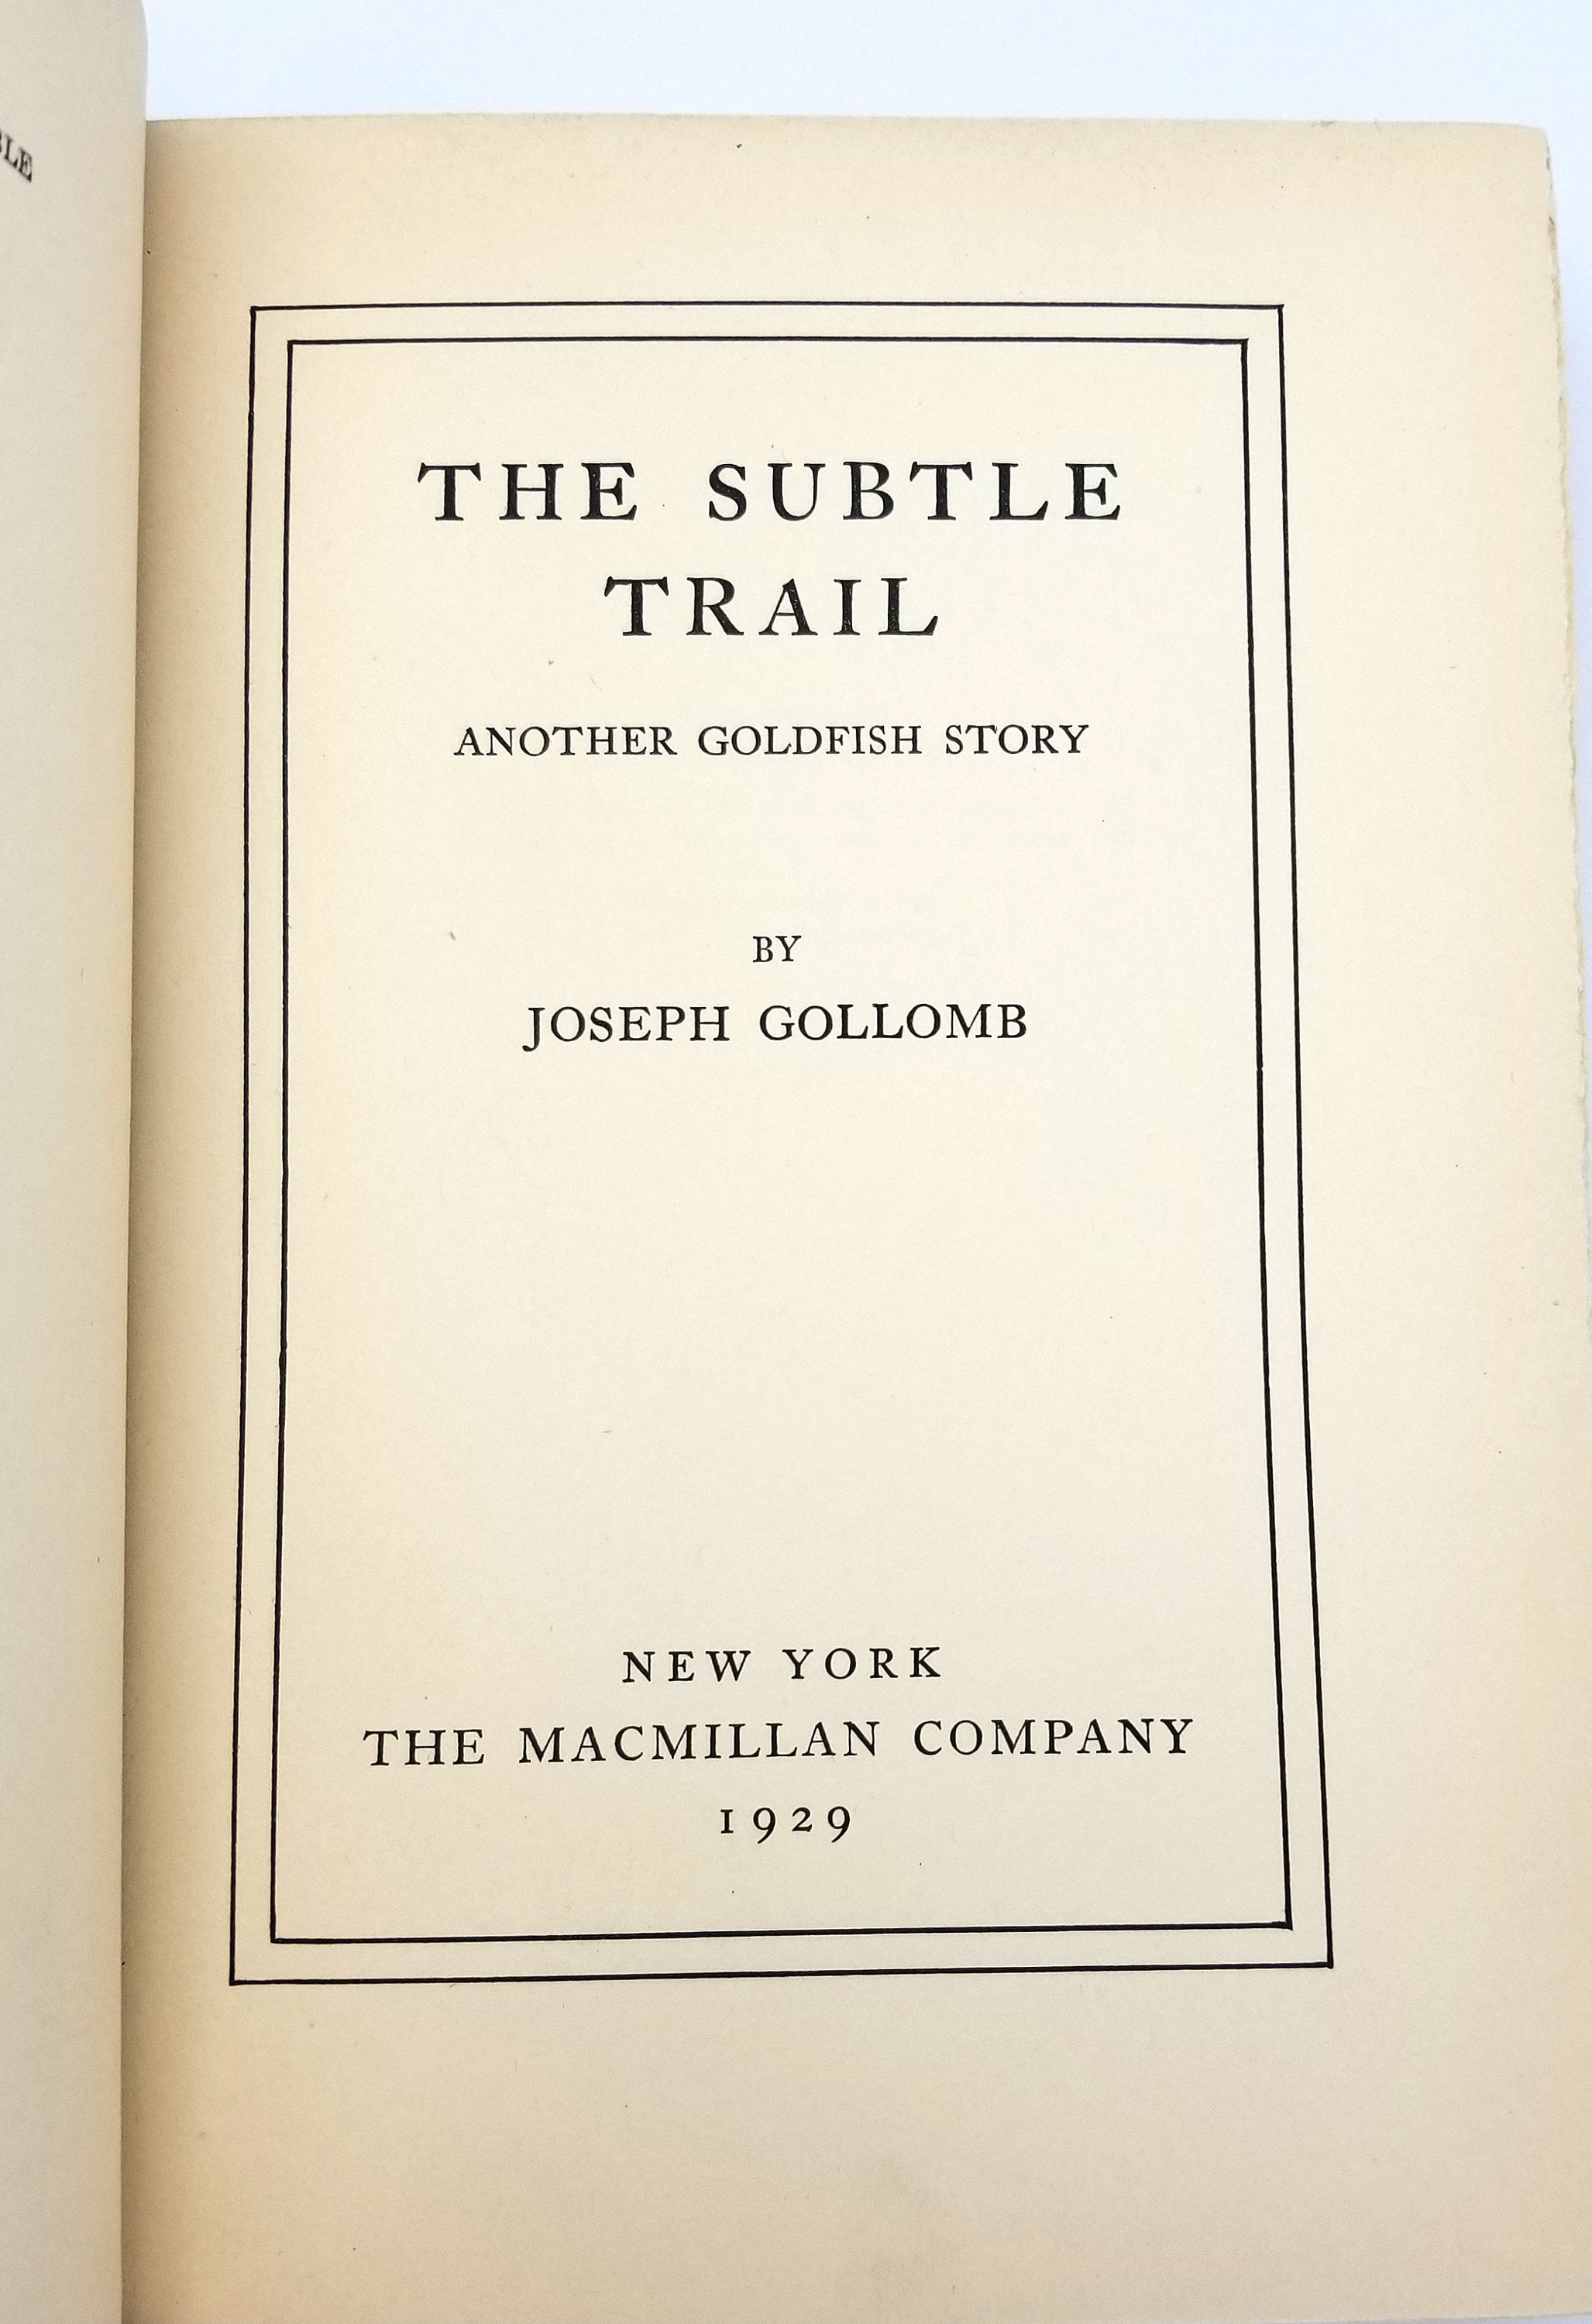 THE SUBTLE
TRAIL
ANOTHER GOLDFISH STORY
BY
JOSEPH GOLLOMB
NEW YORK
THE MACMILLAN COMPANY
1929